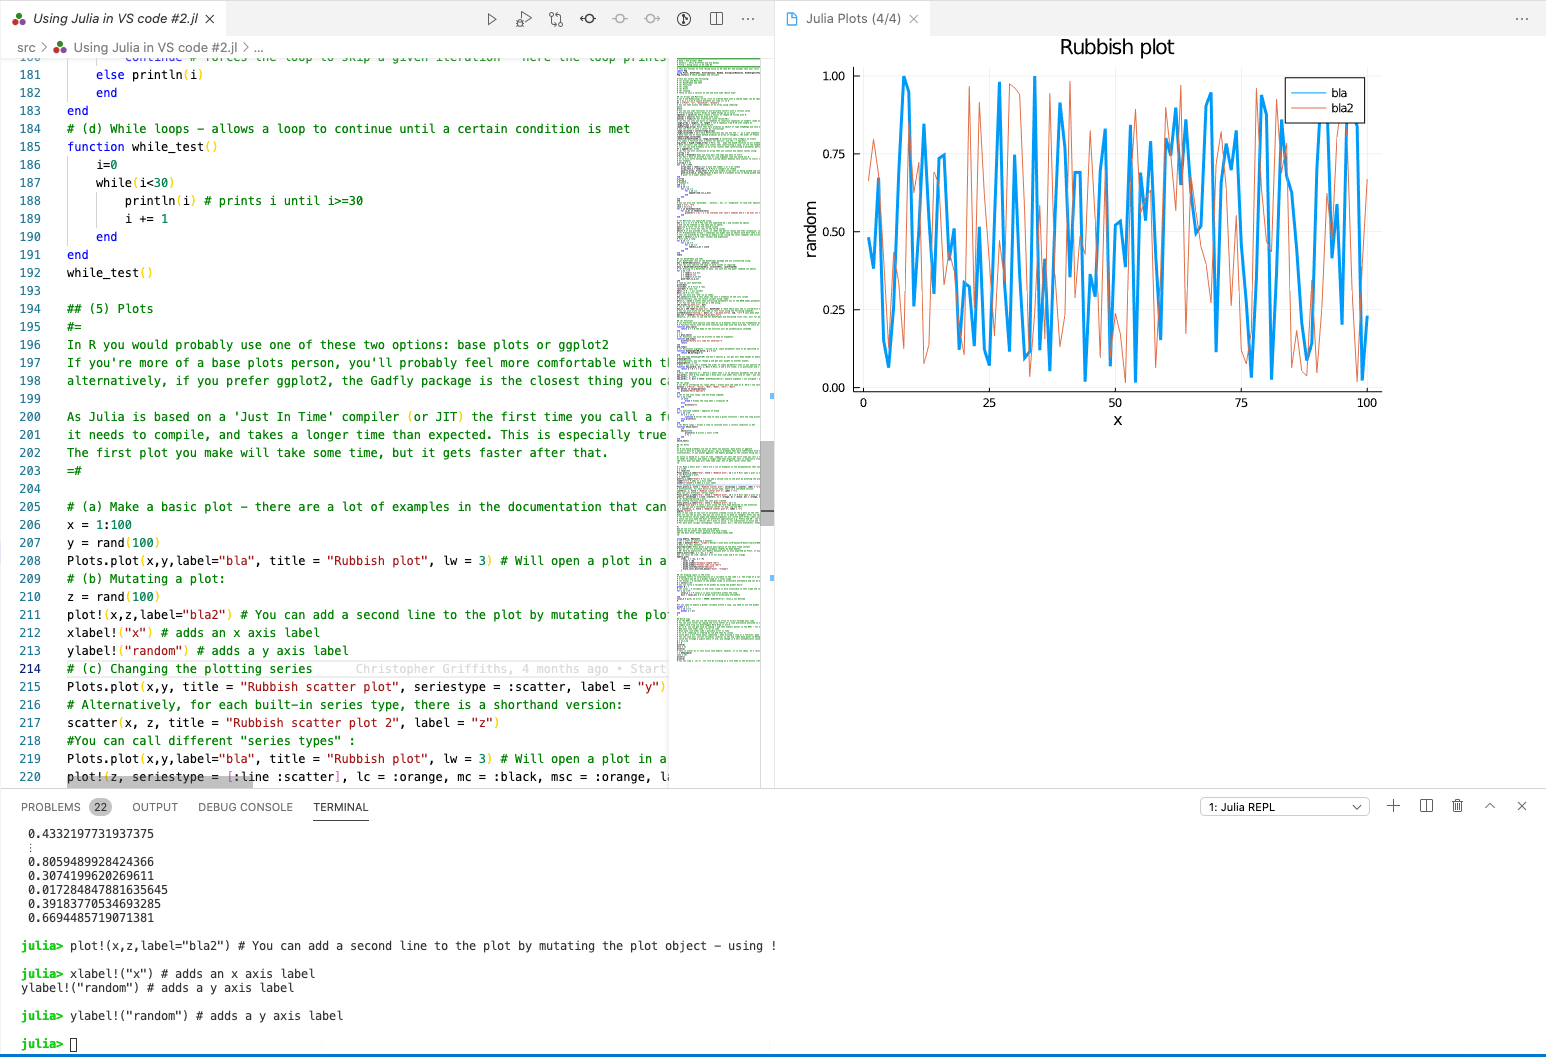 Using Julia in VS code #2.jl
src > Using Julia in VS code #2.jl > ...
180 continue # forces the loop to skip a given iteration - here the loop prints
181 else println(i)
182 end
183 end
184 # (d) While loops - allows a loop to continue until a certain condition is met
185 function while_test()
186 i=0
187 while(i<30)
188 println(i) # prints i until i>=30
189 i += 1
190 end
191 end
192 while_test()
193
194 ## (5) Plots
195 #=
196 In R you would probably use one of these two options: base plots or ggplot2
197 If you're more of a base plots person, you'll probably feel more comfortable with th
198 alternatively, if you prefer ggplot2, the Gadfly package is the closest thing you ca
199
200 As Julia is based on a 'Just In Time' compiler (or JIT) the first time you call a fu
201 it needs to compile, and takes a longer time than expected. This is especially true
202 The first plot you make will take some time, but it gets faster after that.
203 =#
204
205 # (a) Make a basic plot - there are a lot of examples in the documentation that can
206 x = 1:100
207 y = rand(100)
208 Plots.plot(x,y,label="bla", title = "Rubbish plot", lw = 3) # Will open a plot in a
209 # (b) Mutating a plot:
210 z = rand(100)
211 plot!(x,z,label="bla2") # You can add a second line to the plot by mutating the plo
212 xlabel!("x") # adds an x axis label
213 ylabel!("random") # adds a y axis label
214 # (c) Changing the plotting series Christopher Griffiths, 4 months ago • Start
215 Plots.plot(x,y, title = "Rubbish scatter plot", seriestype = :scatter, label = "y")
216 # Alternatively, for each built-in series type, there is a shorthand version:
217 scatter(x, z, title = "Rubbish scatter plot 2", label = "z")
218 #You can call different "series types" :
219 Plots.plot(x,y,label="bla", title = "Rubbish plot", lw = 3) # Will open a plot in a
220 plot!(z, seriestype = [:line :scatter], lc = :orange, mc = :black, msc = :orange, la
Julia Plots (4/4)
Rubbish plot
1.00
0.75
0.50
0.25
0.00
random
0
25
50
75
100
x
bla
bla2
PROBLEMS 22 OUTPUT DEBUG CONSOLE TERMINAL
1: Julia REPL
0.4332197731937375
⋮
0.8059489928424366
0.3074199620269611
0.017284847881635645
0.39183770534693285
0.6694485719071381
julia> plot!(x,z,label="bla2") # You can add a second line to the plot by mutating the plot object - using !
julia> xlabel!("x") # adds an x axis label
ylabel!("random") # adds a y axis label
julia> ylabel!("random") # adds a y axis label
julia>